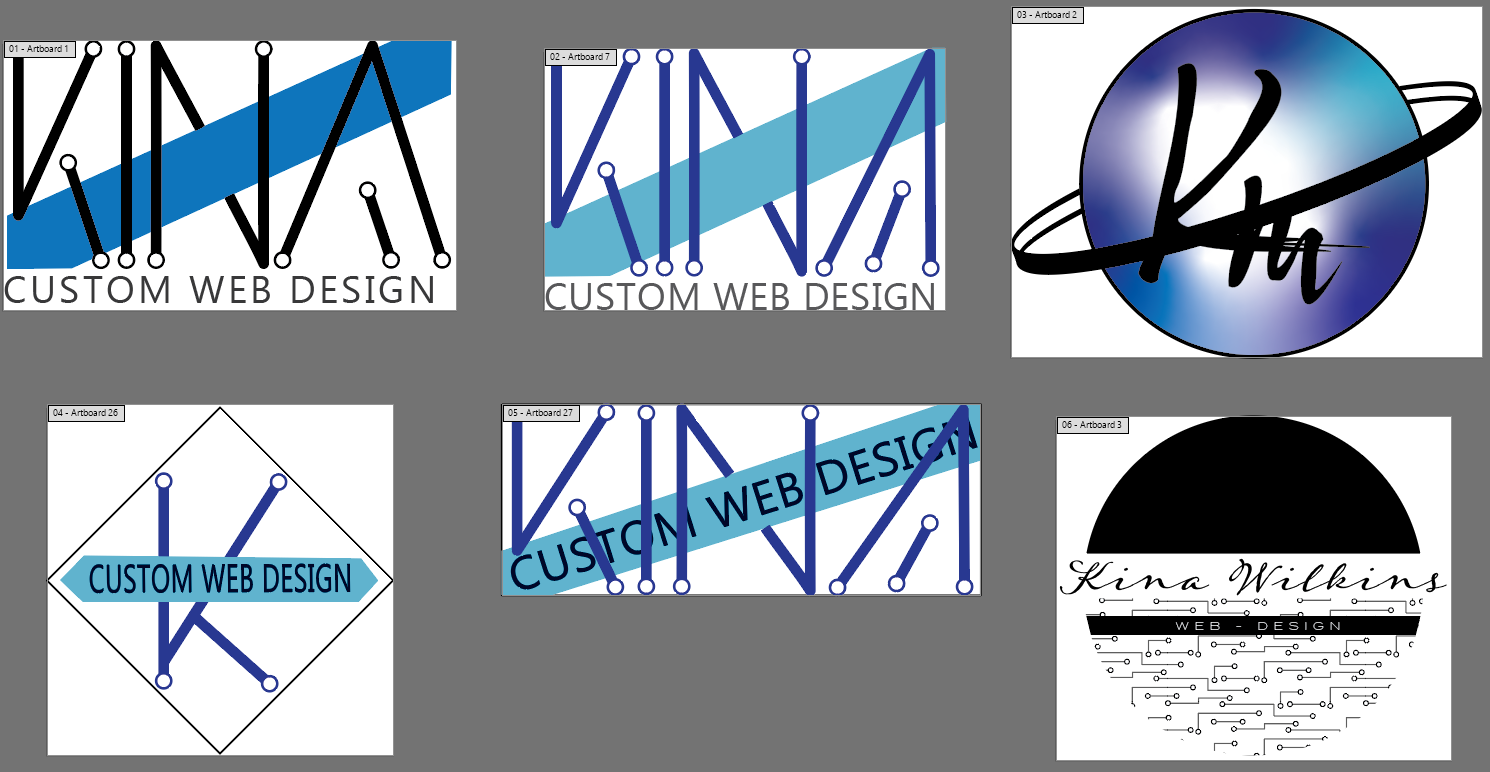 01 - Artboard 1
KINA
CUSTOM WEB DESIGN
02 - Artboard 7
KINA
CUSTOM WEB DESIGN
03 - Artboard 2
Km
04 - Artboard 26
K
CUSTOM WEB DESIGN
05 - Artboard 27
KINA
CUSTOM WEB DESIGN
06 - Artboard 3
Kina Wilkins
WEB - DESIGN